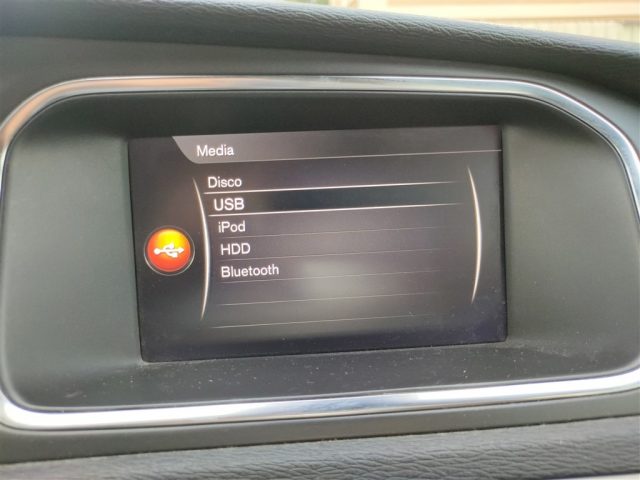 Media
Disco
USB
iPod
HDD
Bluetooth